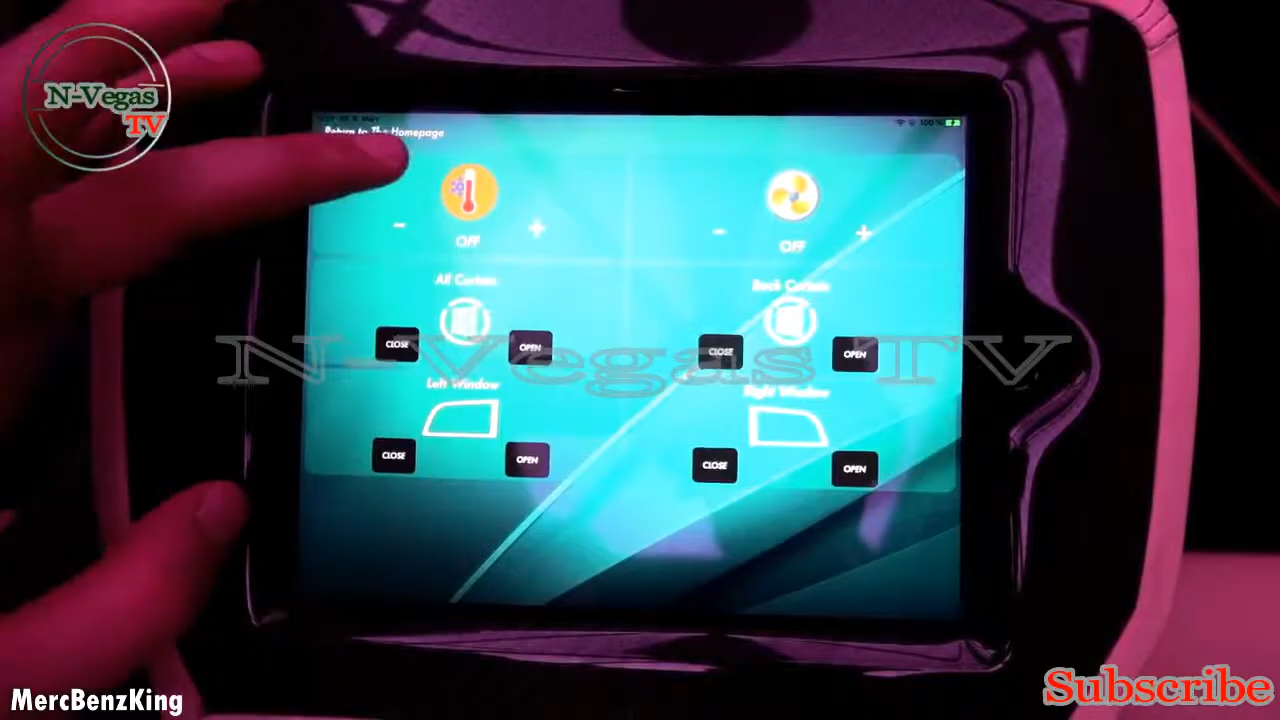 N-Vegas
TV
100 %
Return to The Homepage
-
OFF
+
-
OFF
+
All Curtain
Back Curtain
CLOSE
OPEN
CLOSE
OPEN
N-Vegas TV
Left Window
Right Window
CLOSE
OPEN
CLOSE
OPEN
MercBenzKing
Subscribe